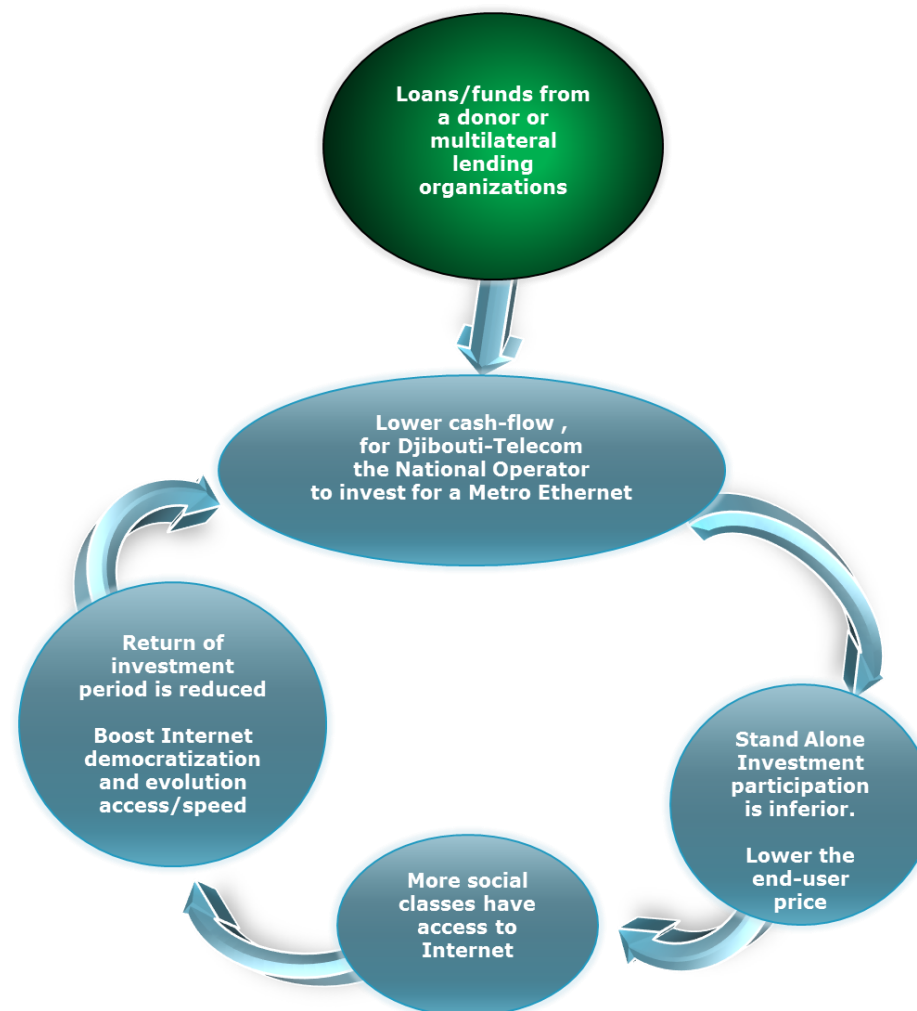 Loans/funds from
a donor or
multilateral
lending
organizations
Lower cash-flow ,
for Djibouti-Telecom
the National Operator
to invest for a Metro Ethernet
Stand Alone
Investment
participation
is inferior.
Lower the
end-user
price
More social
classes have
access to
Internet
Return of
investment
period is reduced
Boost Internet
democratization
and evolution
access/speed